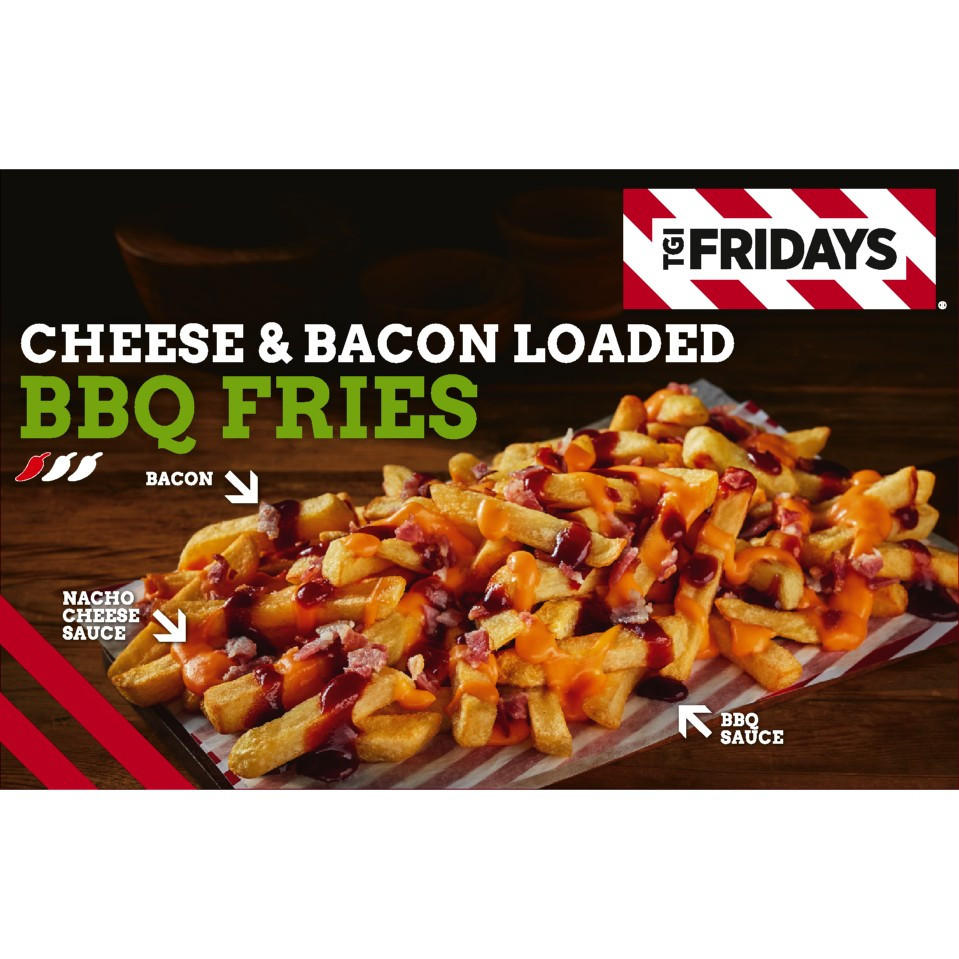 TGI FRIDAYS
CHEESE & BACON LOADED
BBQ FRIES
BACON
NACHO
CHEESE
SAUCE
BBQ
SAUCE